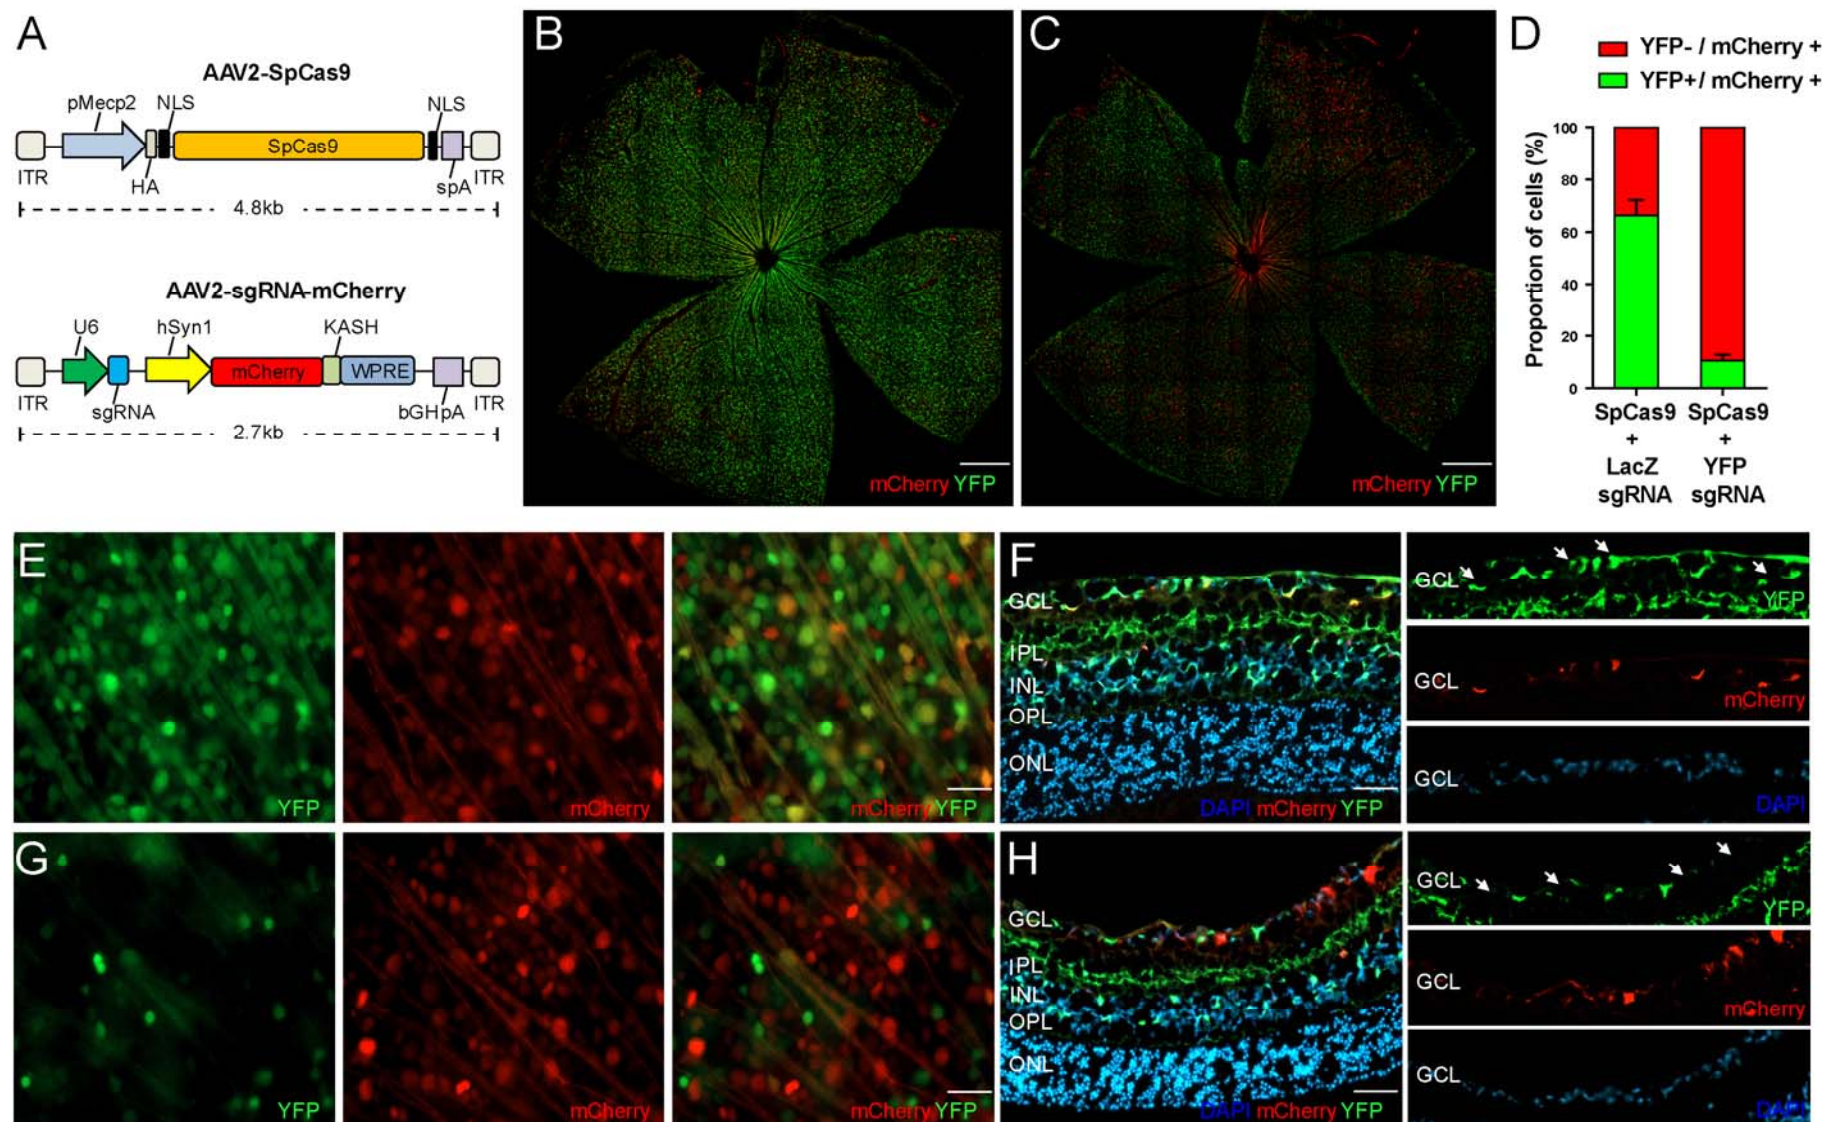 A
AAV2-SpCas9
pMecp2
NLS
NLS
SpCas9
ITR
HA
spA
ITR
4.8kb
AAV2-sgRNA-mCherry
U6
hSyn1
KASH
mCherry
WPRE
ITR
sgRNA
bGHpA
ITR
2.7kb
B
mCherry YFP
C
mCherry YFP
D
YFP- / mCherry +
YFP+ / mCherry +
Proportion of cells (%)
100
80
60
40
20
0
SpCas9 SpCas9
+ +
LacZ YFP
sgRNA sgRNA
E
YFP
mCherry
mCherry YFP
F
GCL
IPL
INL
OPL
ONL
DAPI mCherry YFP
GCL
YFP
GCL
mCherry
GCL
DAPI
G
YFP
mCherry
mCherry YFP
H
GCL
IPL
INL
OPL
ONL
DAPI mCherry YFP
GCL
YFP
GCL
mCherry
GCL
DAPI